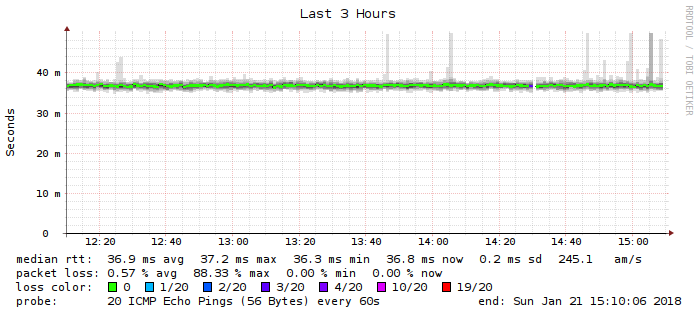 Last 3 Hours
RRDTOOL / TOBI OETIKER
Seconds
40 m
30 m
20 m
10 m
0
12:20 12:40 13:00 13:20 13:40 14:00 14:20 14:40 15:00
median rtt: 36.9 ms avg 37.2 ms max 36.3 ms min 36.8 ms now 0.2 ms sd 245.1 am/s
packet loss: 0.57 % avg 88.33 % max 0.00 % min 0.00 % now
loss color: 0 1/20 2/20 3/20 4/20 10/20 19/20
probe: 20 ICMP Echo Pings (56 Bytes) every 60s end: Sun Jan 21 15:10:06 2018